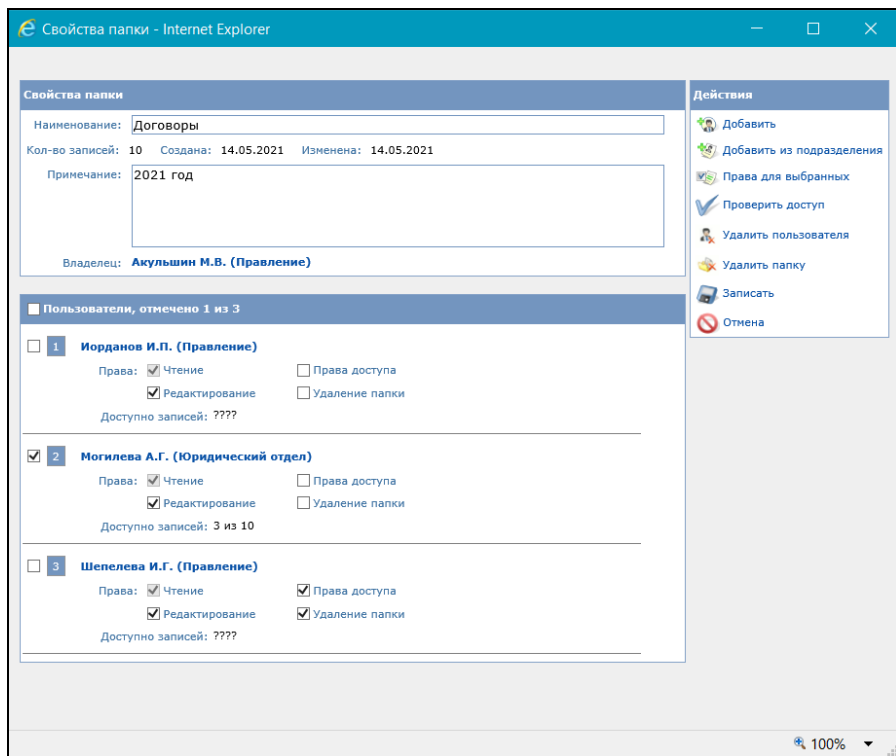 Свойства папки - Internet Explorer
Свойства папки
Наименование: Договоры
Кол-во записей: 10 Создана: 14.05.2021 Изменена: 14.05.2021
Примечание: 2021 год
Владелец: Акульшин М.В. (Правление)
Пользователи, отмечено 1 из 3
1 Иорданов И.П. (Правление)
Права: Чтение Права доступа
Редактирование Удаление папки
Доступно записей: ????
2 Могилева А.Г. (Юридический отдел)
Права: Чтение Права доступа
Редактирование Удаление папки
Доступно записей: 3 из 10
3 Шепелева И.Г. (Правление)
Права: Чтение Права доступа
Редактирование Удаление папки
Доступно записей: ????
Действия
Добавить
Добавить из подразделения
Права для выбранных
Проверить доступ
Удалить пользователя
Удалить папку
Записать
Отмена
100%